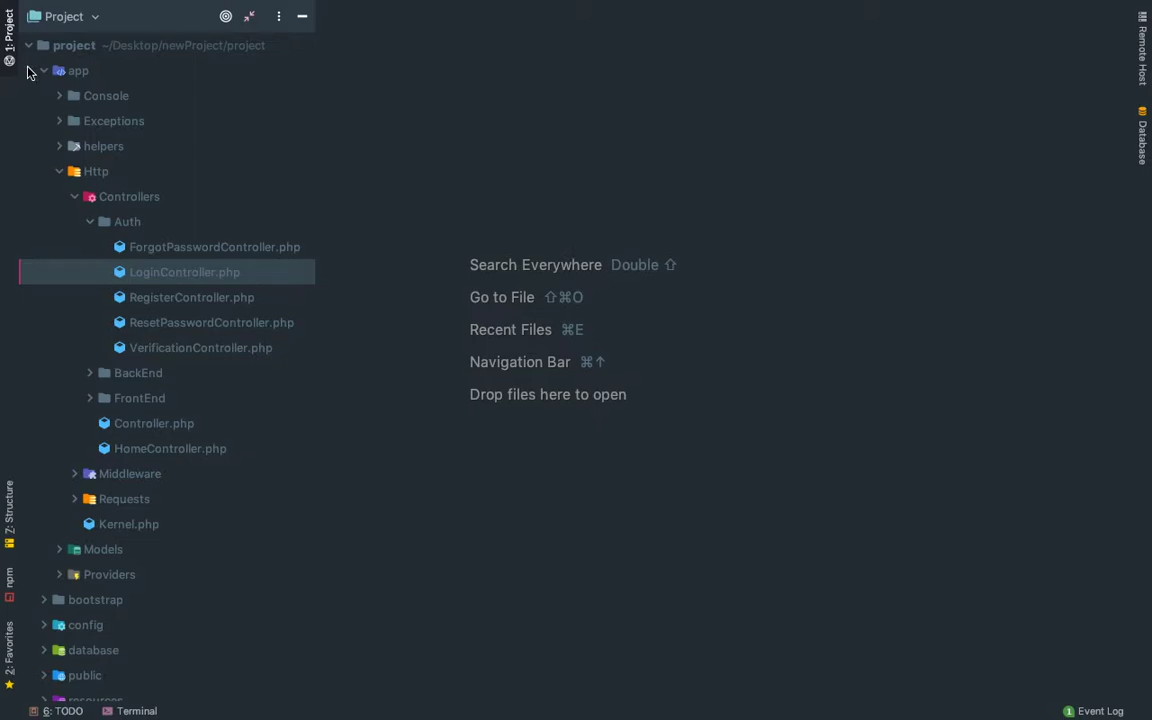 1: Project
Project
project ~/Desktop/newProject/project
app
Console
Exceptions
helpers
Http
Controllers
Auth
ForgotPasswordController.php
LoginController.php
RegisterController.php
ResetPasswordController.php
VerificationController.php
BackEnd
FrontEnd
Controller.php
HomeController.php
Middleware
Requests
Kernel.php
Models
Providers
bootstrap
config
database
public
resources
Search Everywhere Double ⇧
Go to File ⇧⌘O
Recent Files ⌘E
Navigation Bar ⌘↑
Drop files here to open
Remote Host
Database
7: Structure
npm
2: Favorites
6: TODO
Terminal
1 Event Log